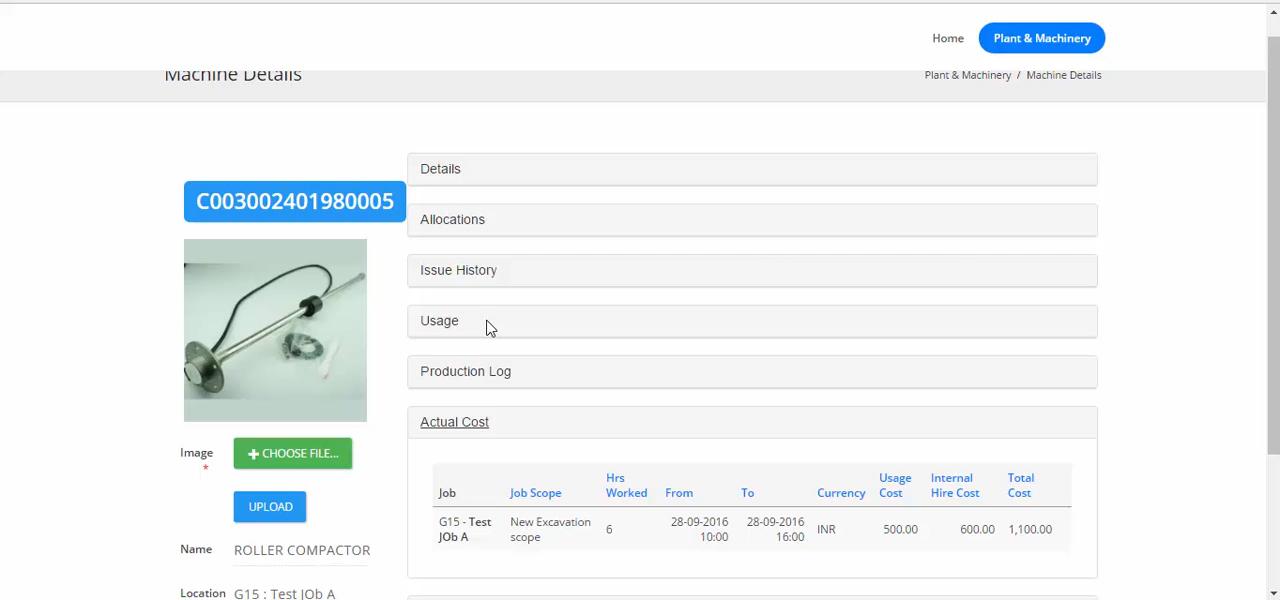 Home
Plant & Machinery
Machine Details
Plant & Machinery / Machine Details
C003002401980005
Image
*
CHOOSE FILE...
UPLOAD
Name ROLLER COMPACTOR
Location G15 : Test JOb A
Details
Allocations
Issue History
Usage
Production Log
Actual Cost
Job Job Scope Hrs Worked From To Currency Usage Cost Internal Hire Cost Total Cost
G15 - Test JOb A New Excavation scope 6 28-09-2016 10:00 28-09-2016 16:00 INR 500.00 600.00 1,100.00